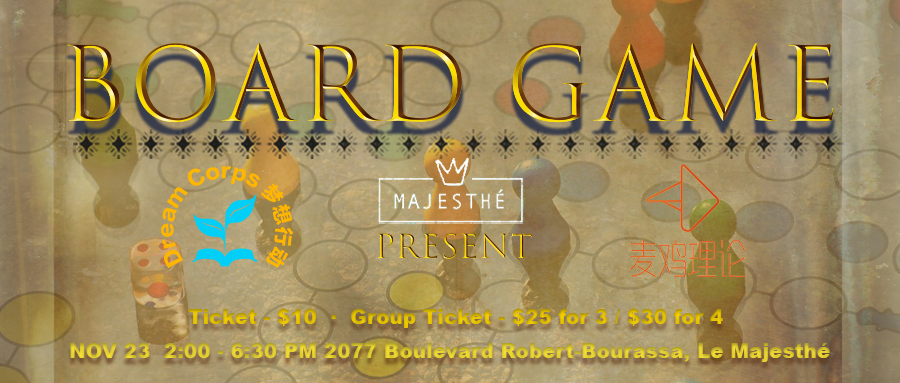 BOARD GAME
Dream Corps 梦想行动
MAJESTHÉ
PRESENT
麦鸡理论
Ticket - $10 · Group Ticket - $25 for 3 / $30 for 4
NOV 23 2:00 - 6:30 PM 2077 Boulevard Robert-Bourassa, Le Majesthé